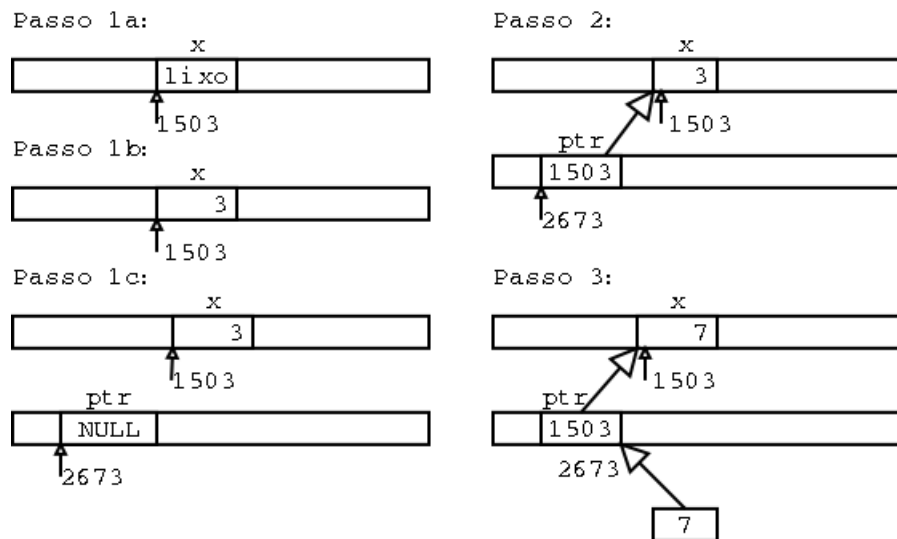 Passo 1a:
x
lixo
1503
Passo 1b:
x
3
1503
Passo 1c:
x
3
1503
ptr
NULL
2673
Passo 2:
x
3
1503
ptr
1503
2673
Passo 3:
x
7
1503
ptr
1503
2673
7